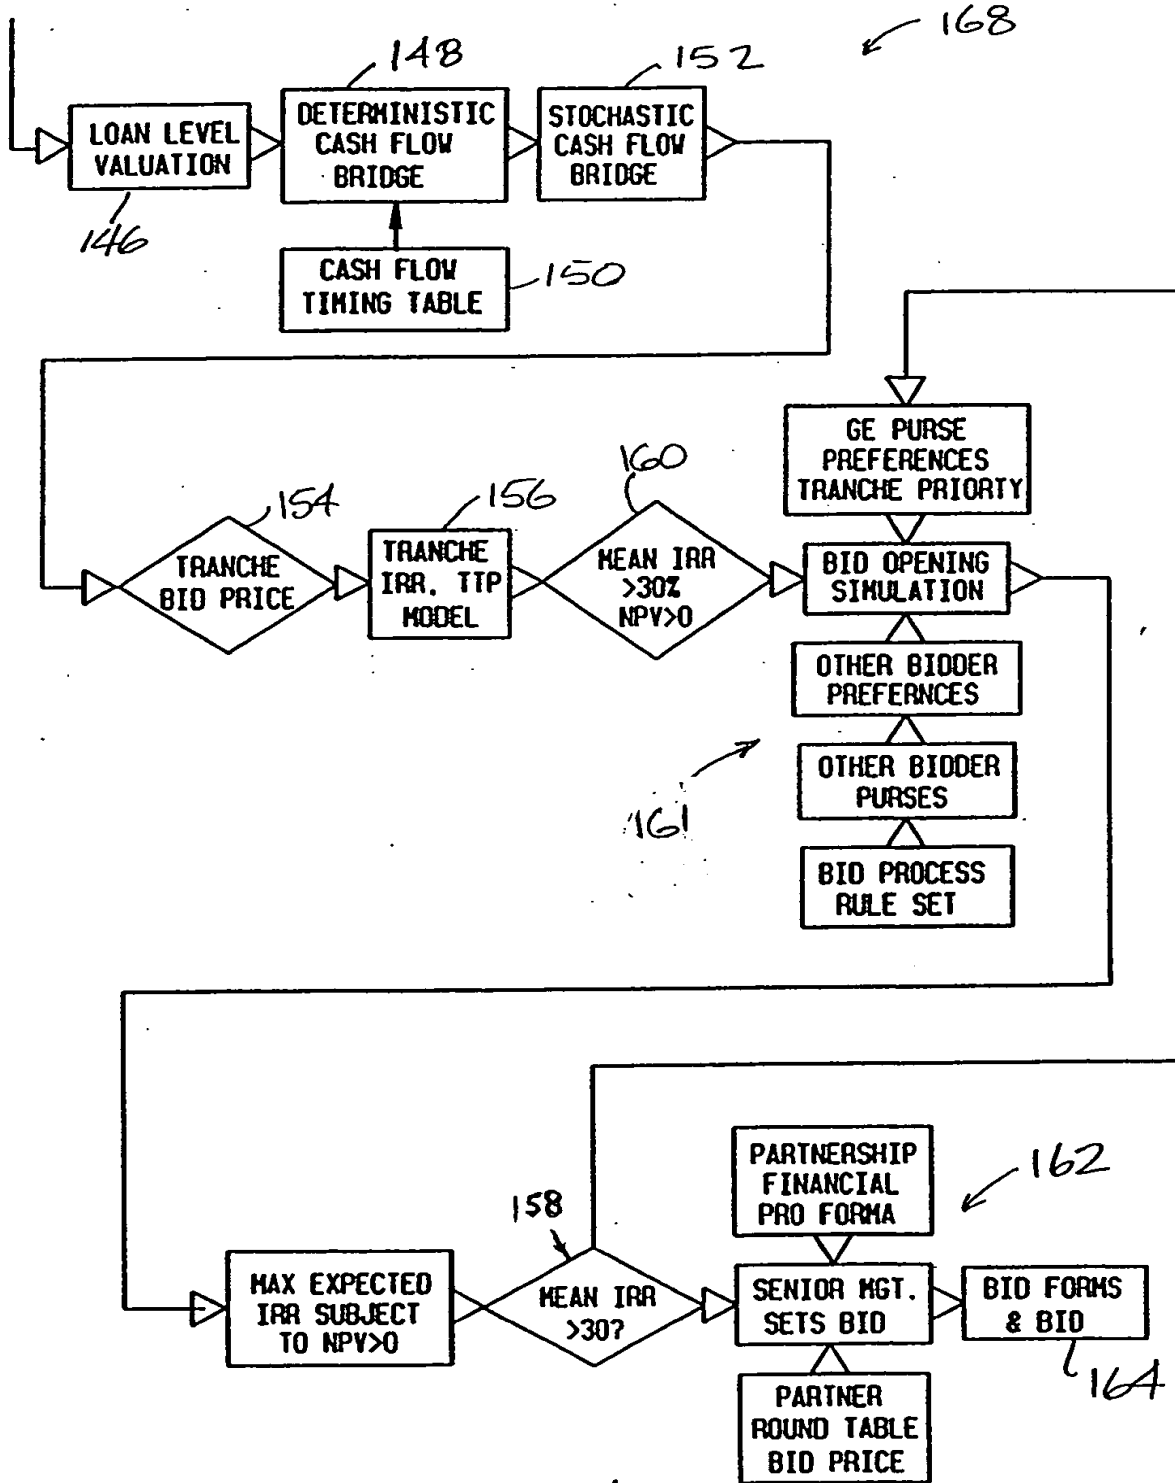 168
148
152
LOAN LEVEL
VALUATION
DETERMINISTIC
CASH FLOW
BRIDGE
STOCHASTIC
CASH FLOW
BRIDGE
146
CASH FLOW
TIMING TABLE
150
GE PURSE
PREFERENCES
TRANCHE PRIORTY
154
156
160
TRANCHE
BID PRICE
TRANCHE
IRR. TTP
MODEL
MEAN IRR
>30%
NPV>0
BID OPENING
SIMULATION
OTHER BIDDER
PREFERNCES
OTHER BIDDER
PURSES
161
BID PROCESS
RULE SET
PARTNERSHIP
FINANCIAL
PRO FORMA
162
158
MAX EXPECTED
IRR SUBJECT
TO NPV>0
MEAN IRR
>30?
SENIOR MGT.
SETS BID
BID FORMS
& BID
164
PARTNER
ROUND TABLE
BID PRICE